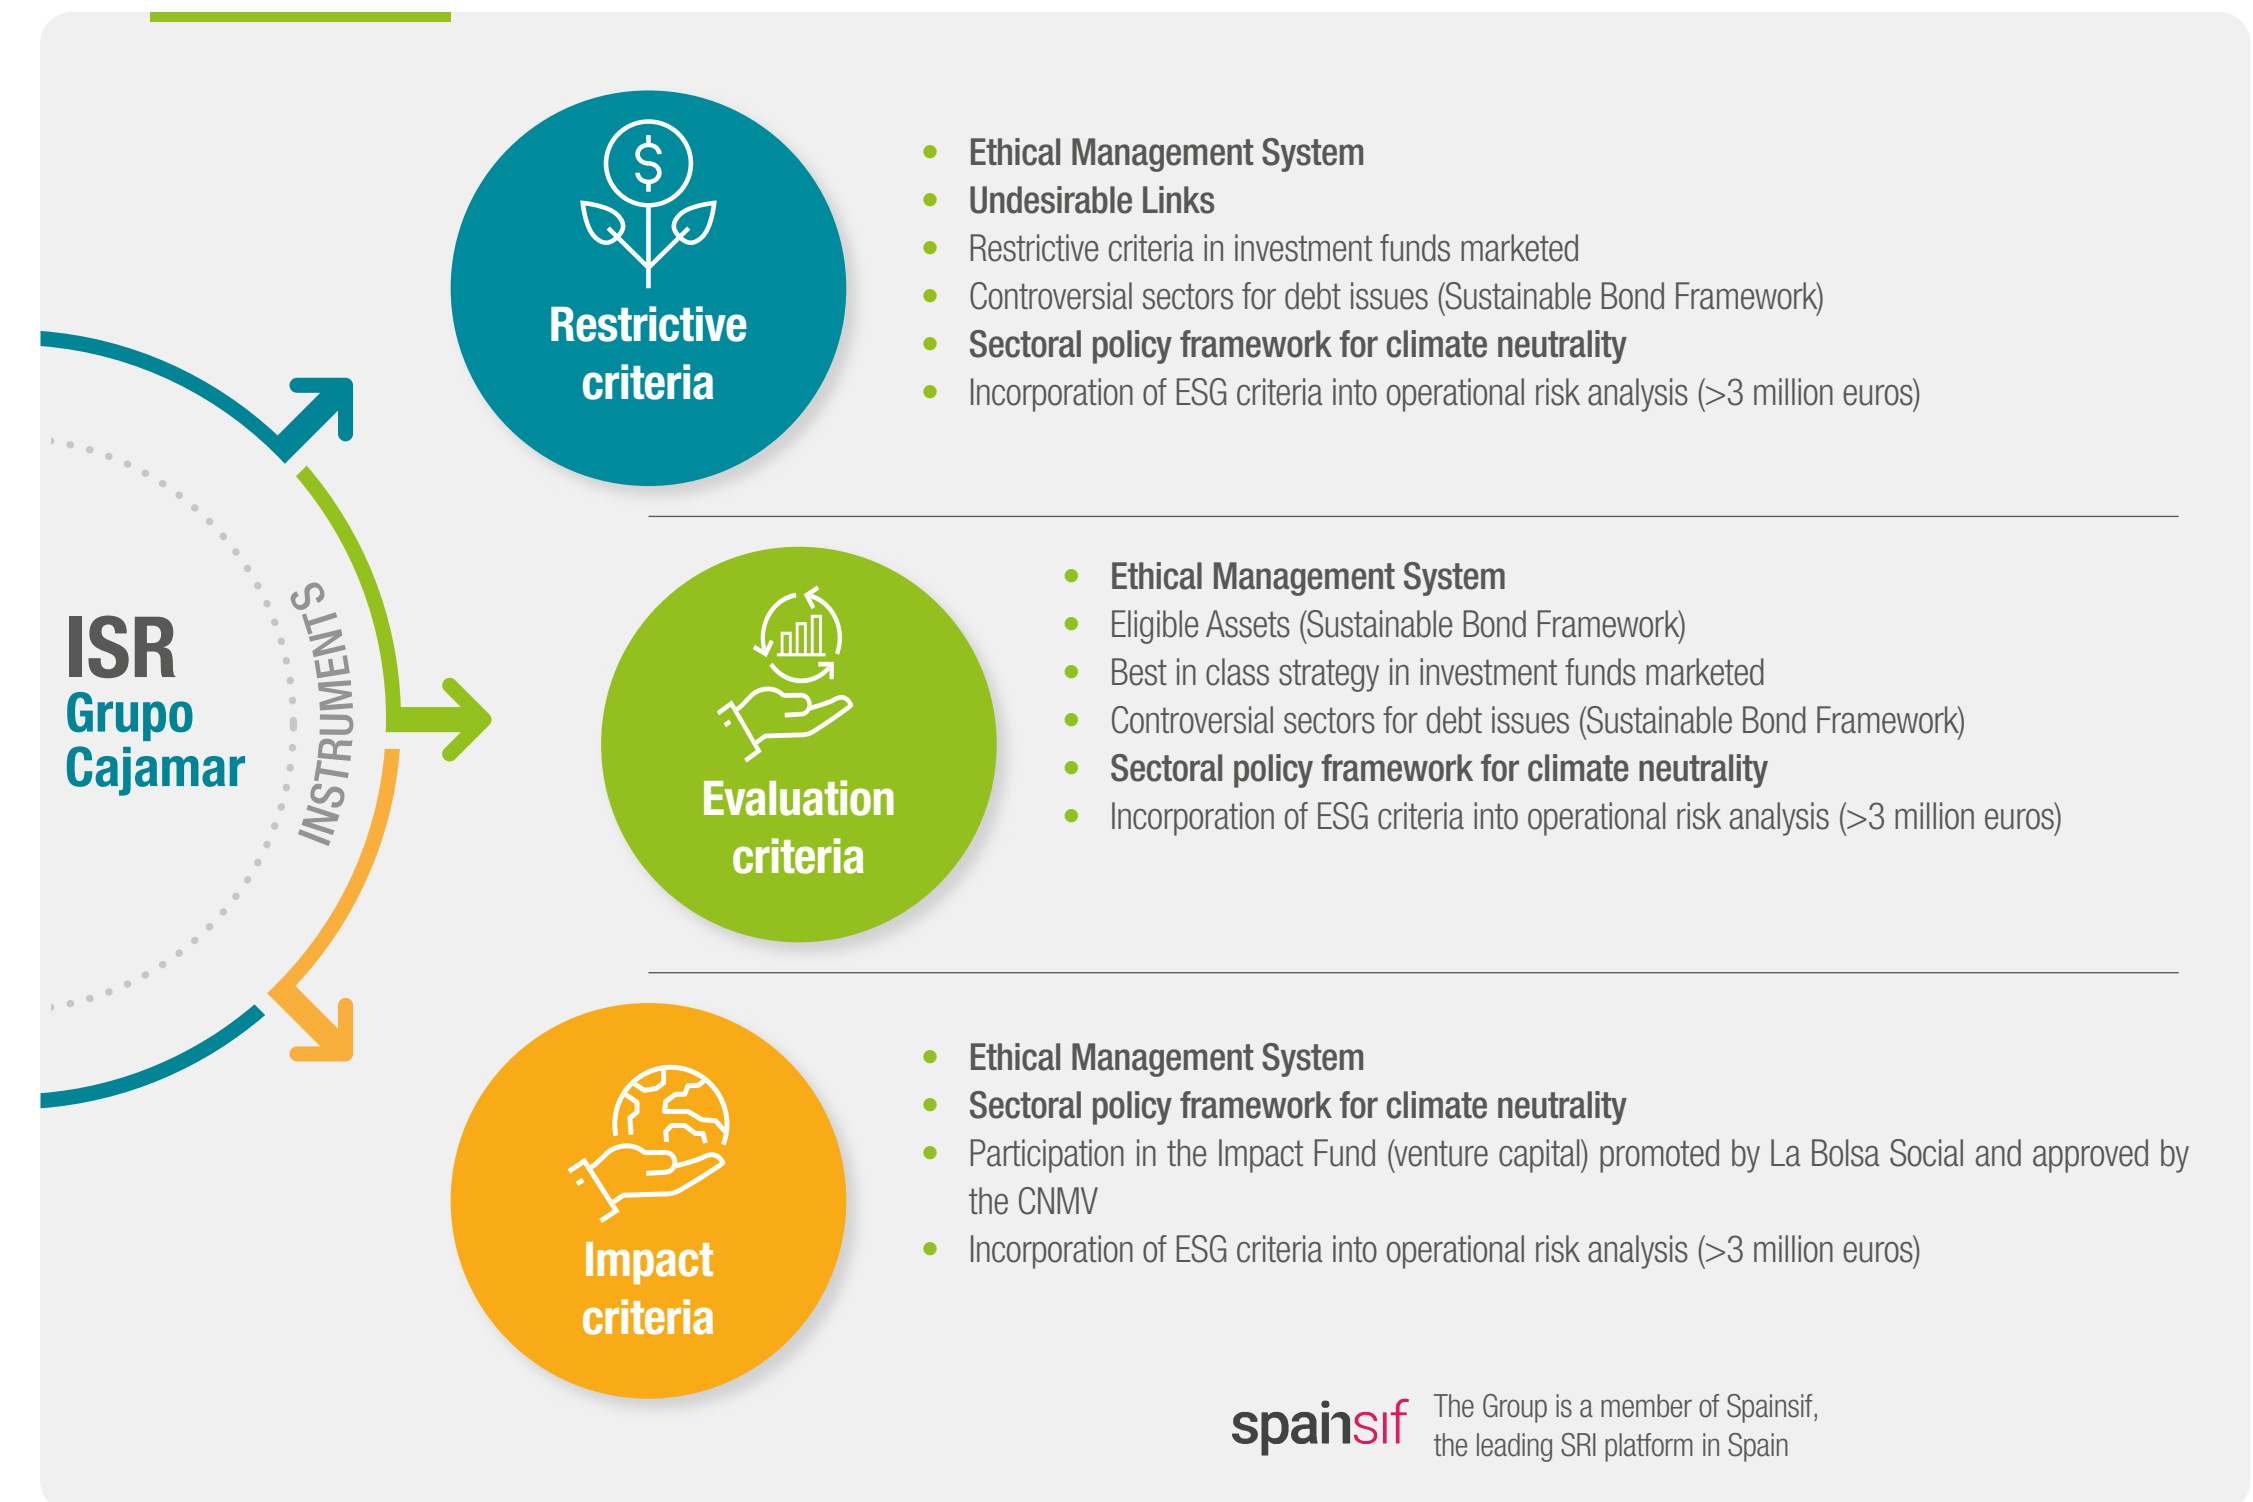 ISR
Grupo
Cajamar
INSTRUMENTS
$
Restrictive
criteria
• Ethical Management System
• Undesirable Links
• Restrictive criteria in investment funds marketed
• Controversial sectors for debt issues (Sustainable Bond Framework)
• Sectoral policy framework for climate neutrality
• Incorporation of ESG criteria into operational risk analysis (>3 million euros)
Evaluation
criteria
• Ethical Management System
• Eligible Assets (Sustainable Bond Framework)
• Best in class strategy in investment funds marketed
• Controversial sectors for debt issues (Sustainable Bond Framework)
• Sectoral policy framework for climate neutrality
• Incorporation of ESG criteria into operational risk analysis (>3 million euros)
Impact
criteria
• Ethical Management System
• Sectoral policy framework for climate neutrality
• Participation in the Impact Fund (venture capital) promoted by La Bolsa Social and approved by
the CNMV
• Incorporation of ESG criteria into operational risk analysis (>3 million euros)
spainsif
The Group is a member of Spainsif,
the leading SRI platform in Spain